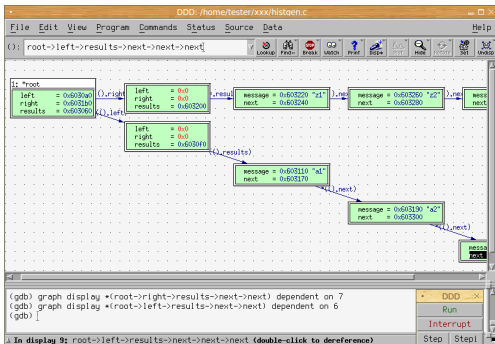 DDD: /home/tester/xxx/histgen.c
File Edit View Program Commands Status Source Data Help
(): root->left->results->next->next->next
Lookup Find» Break Watch Print Disp» Hide Set Undisp
1: *root
left = 0x6030a0
right = 0x6031b0
results = 0x603060
().right
left = 0x0
right = 0x0
results = 0x603200
message = 0x603220 "z1"
next = 0x603240
message = 0x603260 "z2"
next = 0x603280
mess
next
().left
left = 0x0
right = 0x0
results = 0x6030f0
().results)
message = 0x603110 "a1"
next = 0x603170
*(().next)
message = 0x603190 "a2"
next = 0x603300
*(().next)
messa
next
(gdb) graph display *(root->right->results->next->next) dependent on 7
(gdb) graph display *(root->left->results->next->next) dependent on 6
(gdb)
DDD
Run
Interrupt
Step Stepi
In display 9: root->left->results->next->next->next (double-click to dereference)